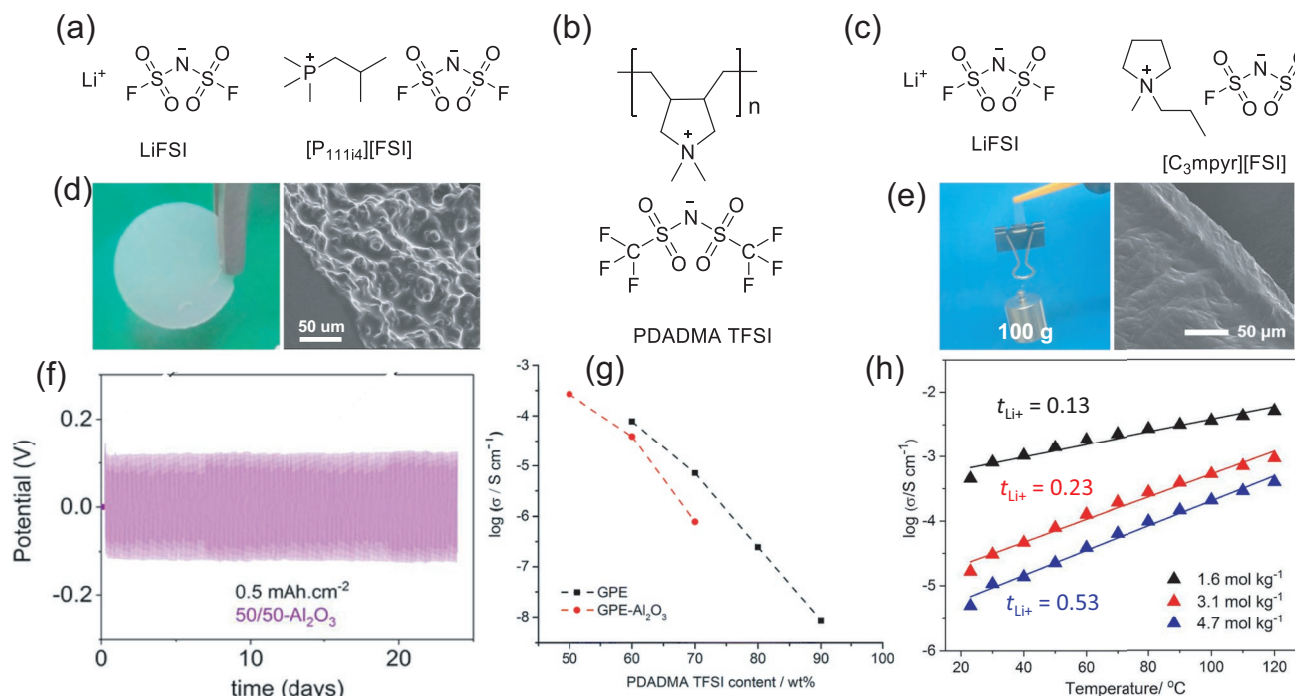 (a)
Li⁺
O
O
N
−
S
S
F
O
O
F
LiFSI
P
+
O
O
N
−
S
S
F
O
O
F
[P₁₁₁ᵢ₄][FSI]
(b)
n
N
+
O
O
N
−
F
F
C
S
S
C
F
O
O
F
F
F
PDADMA TFSI
(c)
Li⁺
O
O
N
−
S
S
F
O
O
F
LiFSI
N
+
O
N
−
S
F
O
[C₃mpyr][FSI]
(d)
50 um
(e)
100 g
50 µm
(f)
Potential (V)
0.2
0.0
-0.2
0.5 mAh.cm⁻²
50/50-Al₂O₃
0
10
20
time (days)
(g)
log (σ / S cm⁻¹)
-3
-4
-5
-6
-7
-8
GPE
GPE-Al₂O₃
50
60
70
80
90
100
PDADMA TFSI content / wt%
(h)
log (σ/S cm⁻¹)
-2
-3
-4
-5
-6
t Li+ = 0.13
t Li+ = 0.23
t Li+ = 0.53
1.6 mol kg⁻¹
3.1 mol kg⁻¹
4.7 mol kg⁻¹
20
40
60
80
100
120
Temperature/ °C